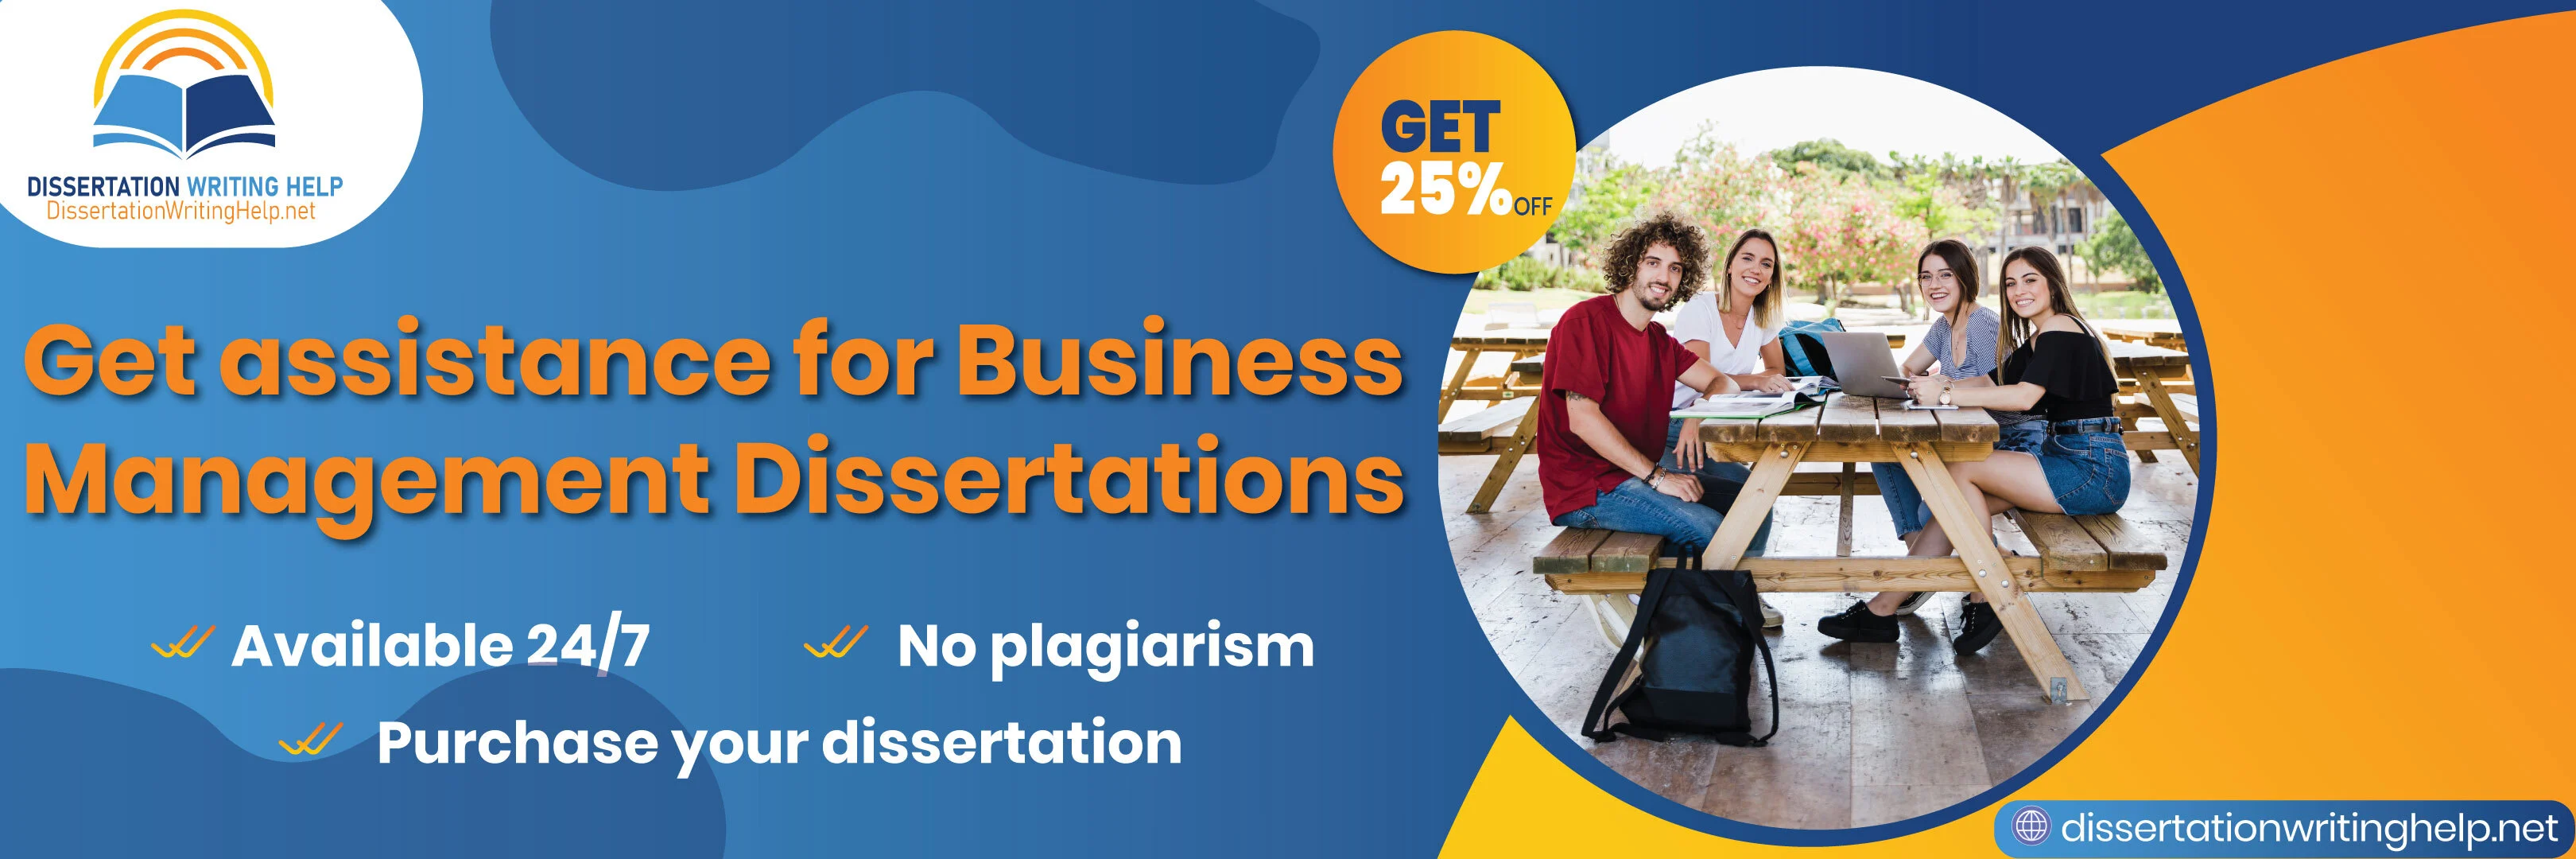 DISSERTATION WRITING HELP
DissertationWritingHelp.net
GET
25% OFF
Get assistance for Business
Management Dissertations
Available 24/7
No plagiarism
Purchase your dissertation
dissertationwritinghelp.net